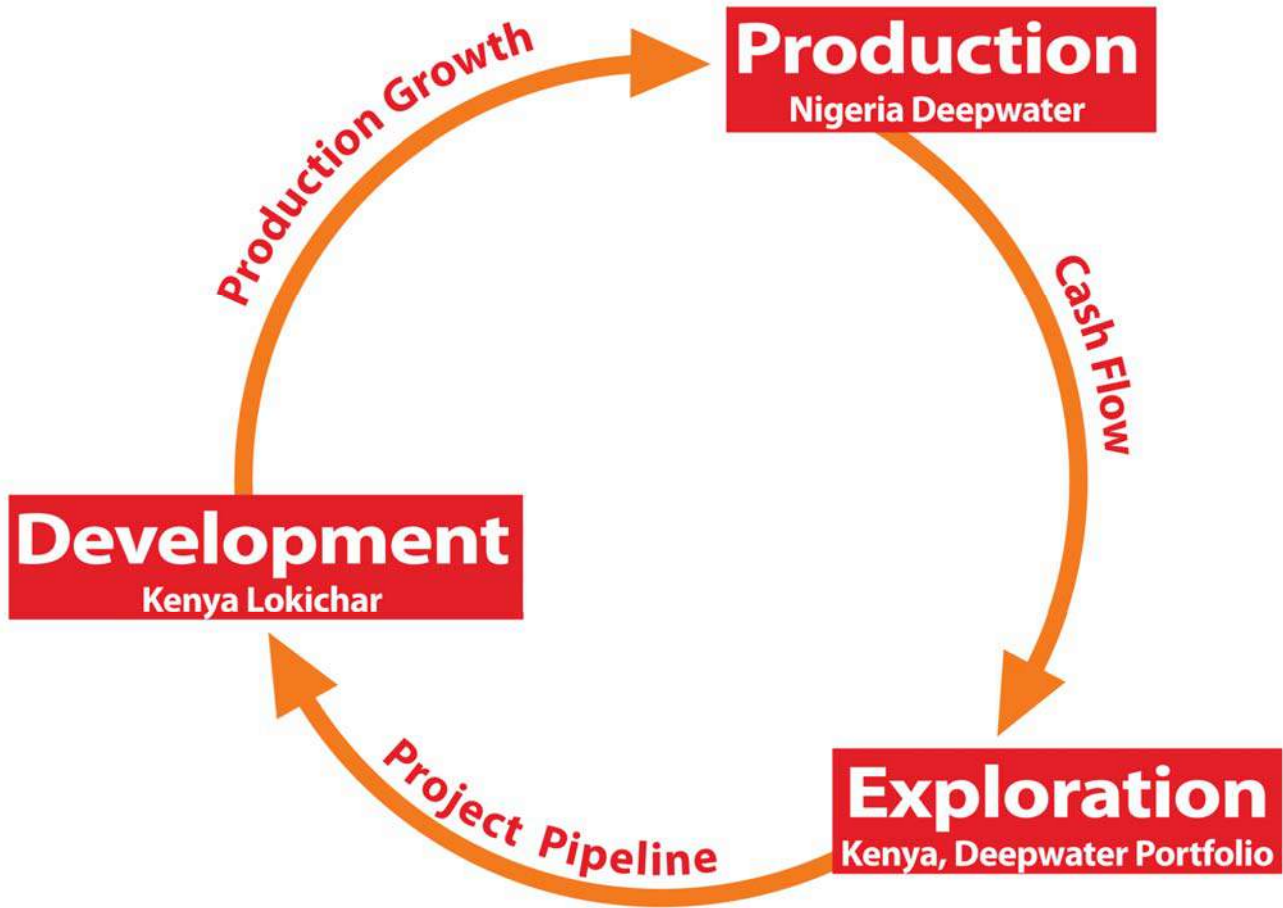 Production
Nigeria Deepwater
Production Growth
Cash Flow
Development
Kenya Lokichar
Project Pipeline
Exploration
Kenya, Deepwater Portfolio